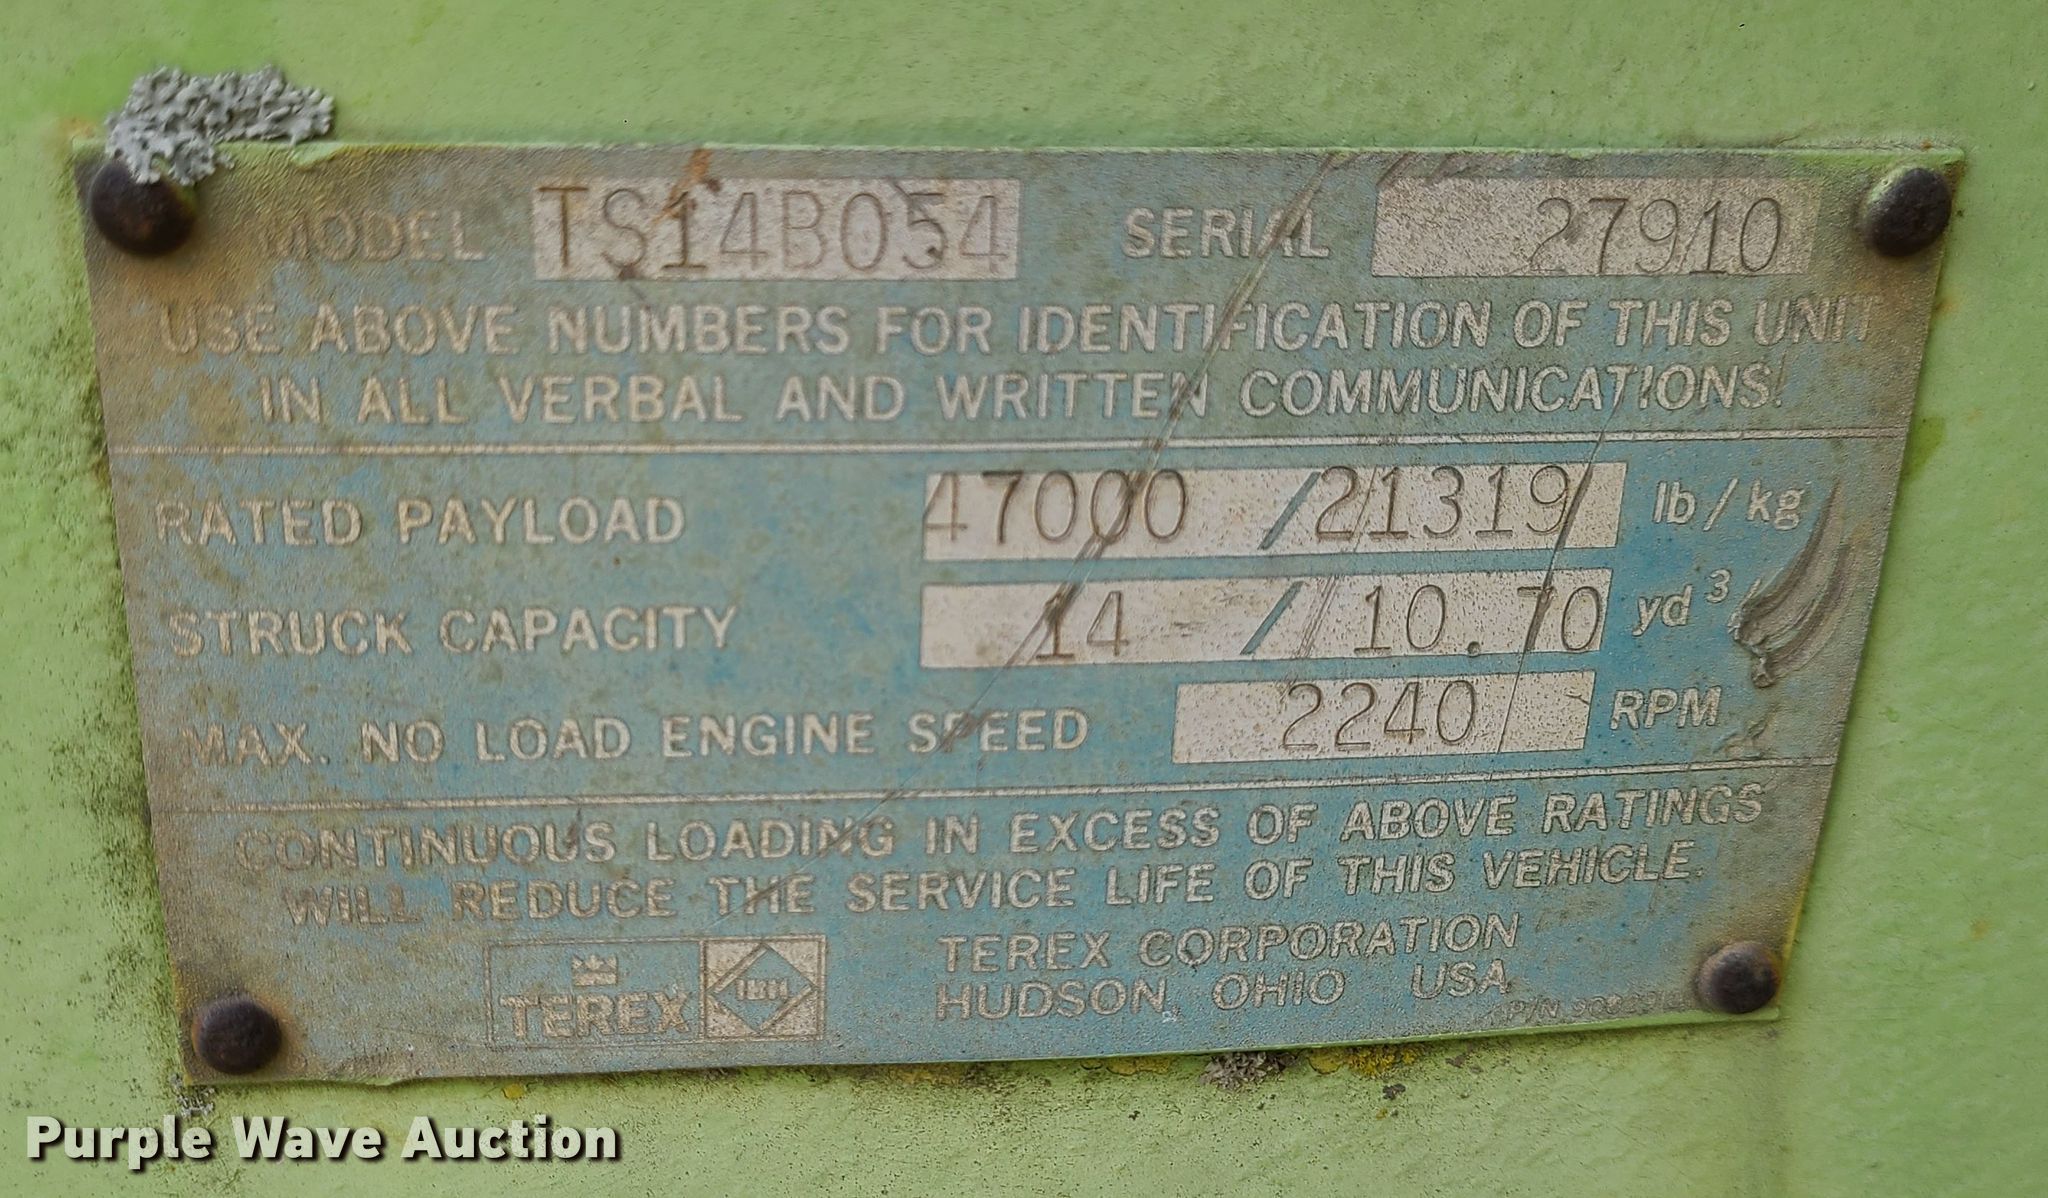 MODEL TS14B054 SERIAL 27910
USE ABOVE NUMBERS FOR IDENTIFICATION OF THIS UNIT
IN ALL VERBAL AND WRITTEN COMMUNICATIONS.
RATED PAYLOAD 47000 / 21319 lb / kg
STRUCK CAPACITY 14 / 10.70 yd³/
MAX. NO LOAD ENGINE SPEED 2240 RPM
CONTINUOUS LOADING IN EXCESS OF ABOVE RATINGS
WILL REDUCE THE SERVICE LIFE OF THIS VEHICLE.
TEREX IBH
TEREX CORPORATION
HUDSON, OHIO USA
P/N
Purple Wave Auction